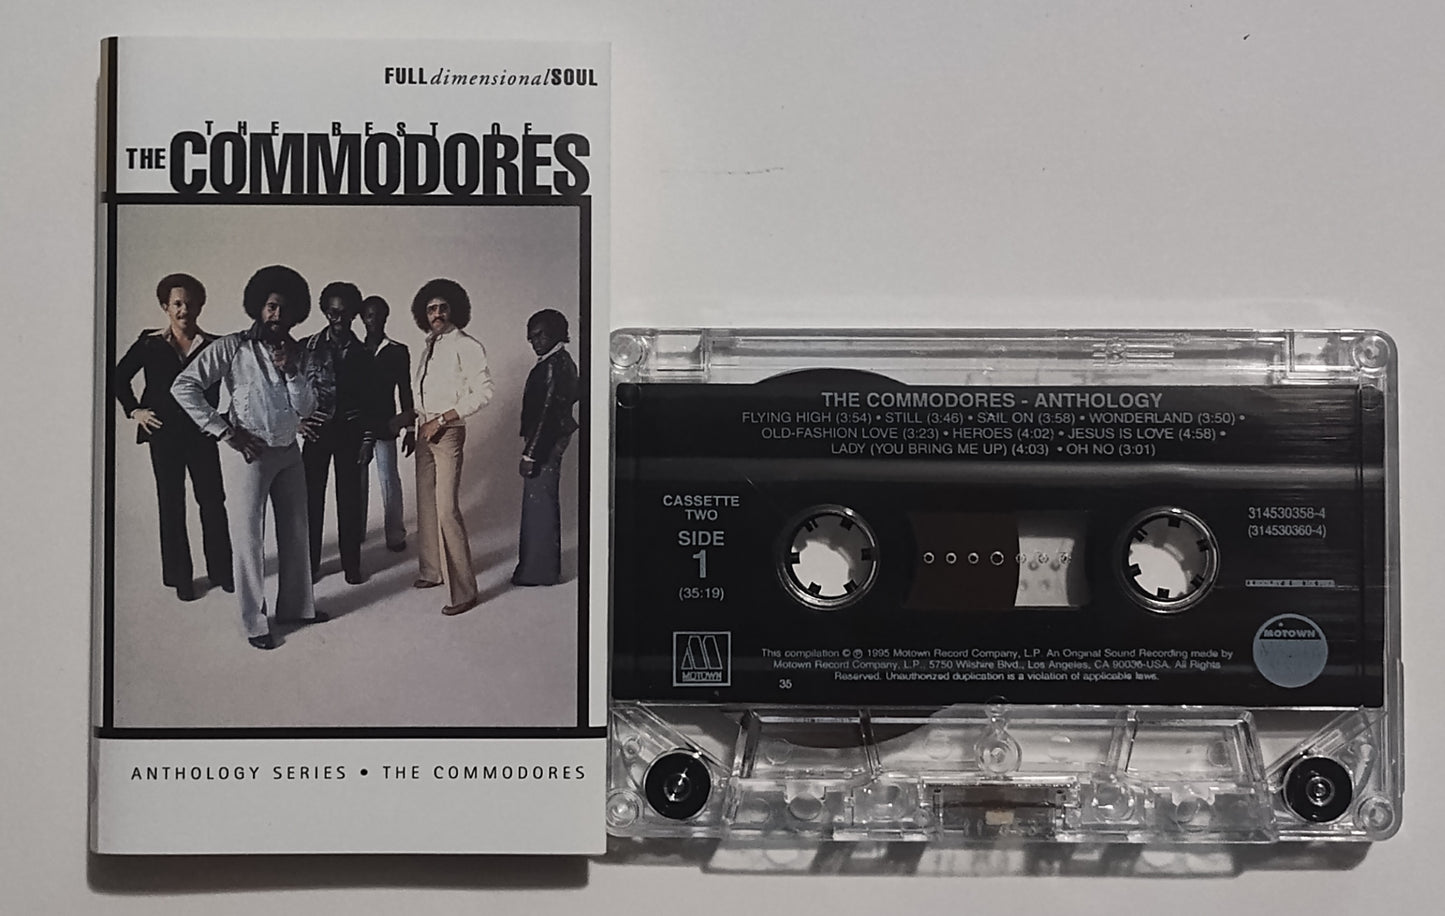 FULLdimensionalSOUL
THE BEST OF
THE COMMODORES
ANTHOLOGY SERIES • THE COMMODORES
THE COMMODORES - ANTHOLOGY
FLYING HIGH (3:54) • STILL (3:46) • SAIL ON (3:58) • WONDERLAND (3:50) •
OLD-FASHION LOVE (3:23) • HEROES (4:02) • JESUS IS LOVE (4:58) •
LADY (YOU BRING ME UP) (4:03) • OH NO (3:01)
CASSETTE
TWO
SIDE
1
(35:19)
314530358-4
(314530360-4)
MOTOWN
MOTOWN
This compilation © ℗ 1995 Motown Record Company, L.P. An Original Sound Recording made by
Motown Record Company, L.P., 5750 Wilshire Blvd., Los Angeles, CA 90036-USA, All Rights
Reserved. Unauthorized duplication is a violation of applicable laws.
35